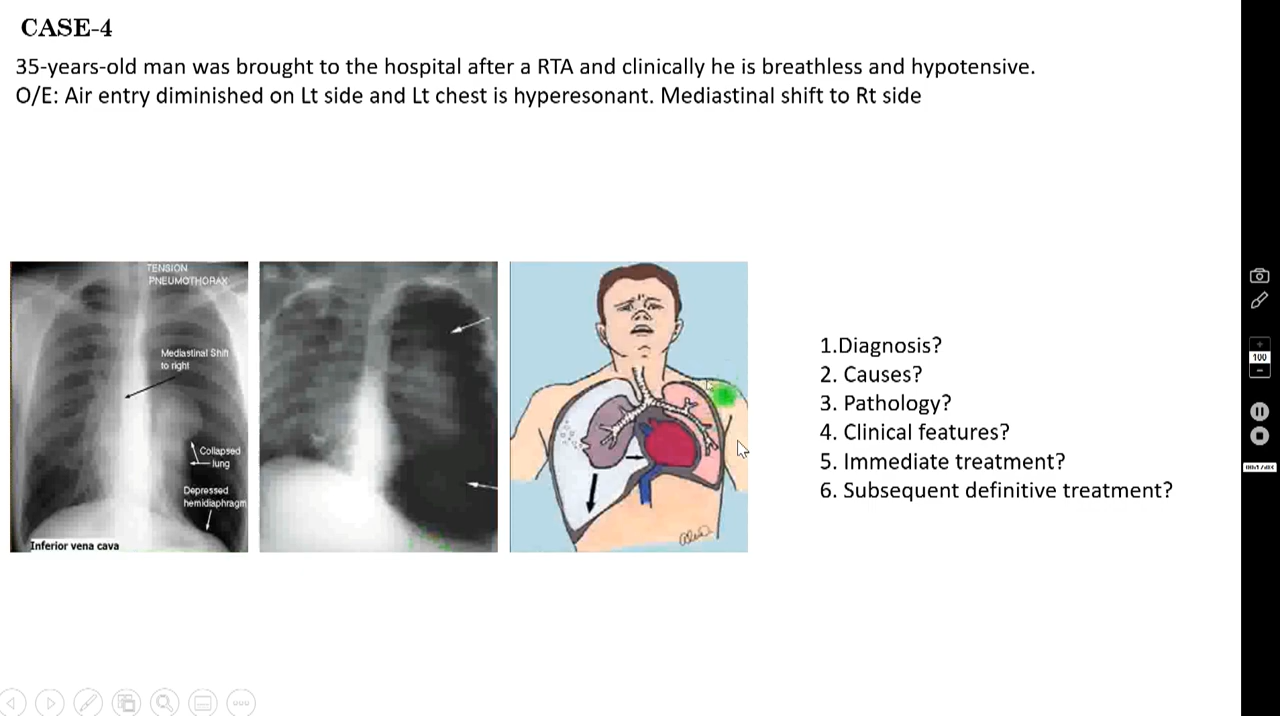 CASE-4
35-years-old man was brought to the hospital after a RTA and clinically he is breathless and hypotensive.
O/E: Air entry diminished on Lt side and Lt chest is hyperesonant. Mediastinal shift to Rt side
TENSION
PNEUMOTHORAX
Mediastinal Shift
to right
Collapsed
lung
Depressed
hemidiaphragm
Inferior vena cava
1.Diagnosis?
2. Causes?
3. Pathology?
4. Clinical features?
5. Immediate treatment?
6. Subsequent definitive treatment?
100